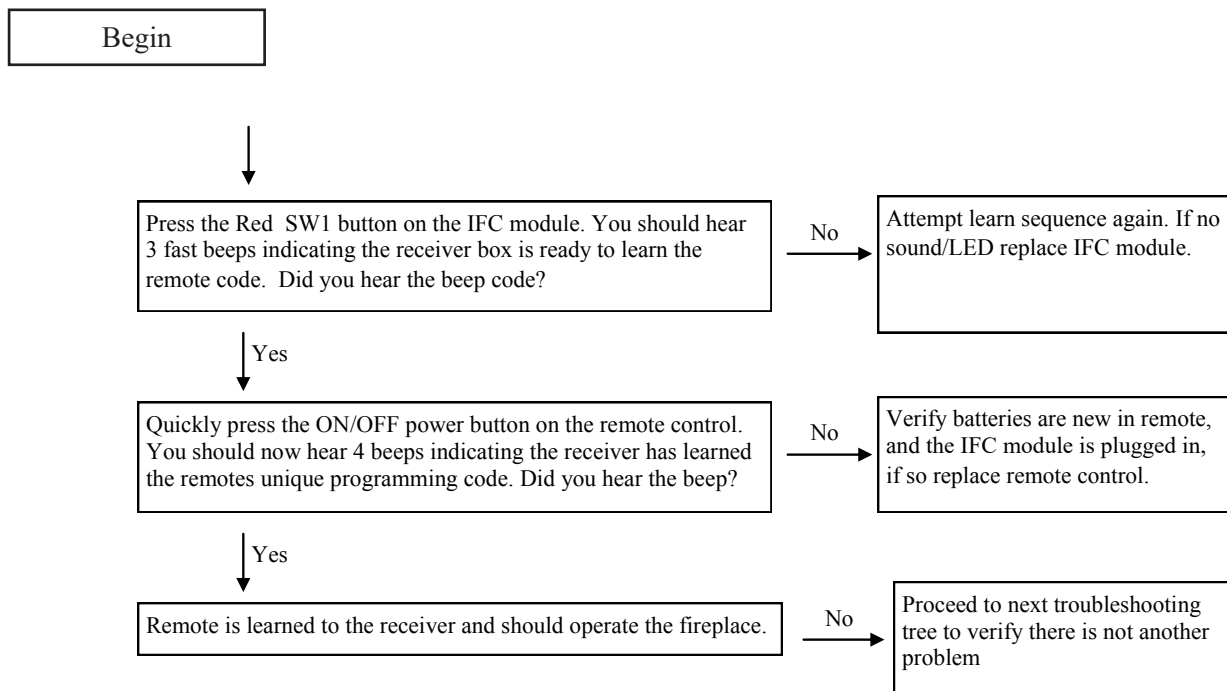 Begin
Press the Red  SW1 button on the IFC module. You should hear
3 fast beeps indicating the receiver box is ready to learn the
remote code.  Did you hear the beep code?
No
Attempt learn sequence again. If no
sound/LED replace IFC module.
Yes
Quickly press the ON/OFF power button on the remote control.
You should now hear 4 beeps indicating the receiver has learned
the remotes unique programming code. Did you hear the beep?
No
Verify batteries are new in remote,
and the IFC module is plugged in,
if so replace remote control.
Yes
Remote is learned to the receiver and should operate the fireplace.
No
Proceed to next troubleshooting
tree to verify there is not another
problem